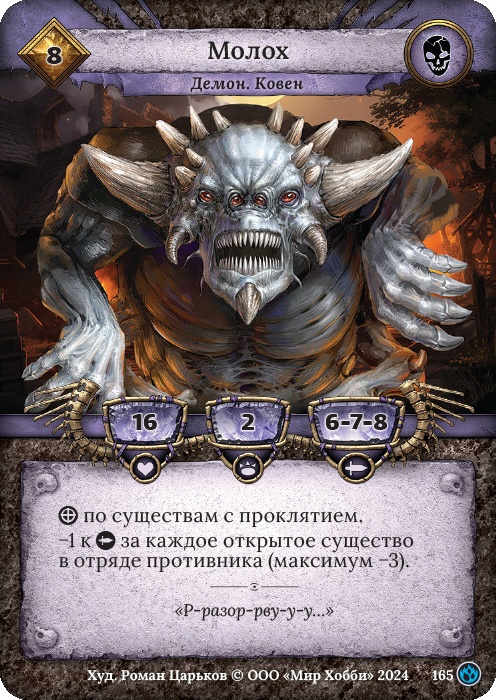 8
Молох
Демон. Ковен
16
2
6-7-8
по существам с проклятием.
−1 к за каждое открытое существо
в отряде противника (максимум −3).
«Р-разор-рву-у-у...»
Худ. Роман Царьков © ООО «Мир Хобби» 2024 165